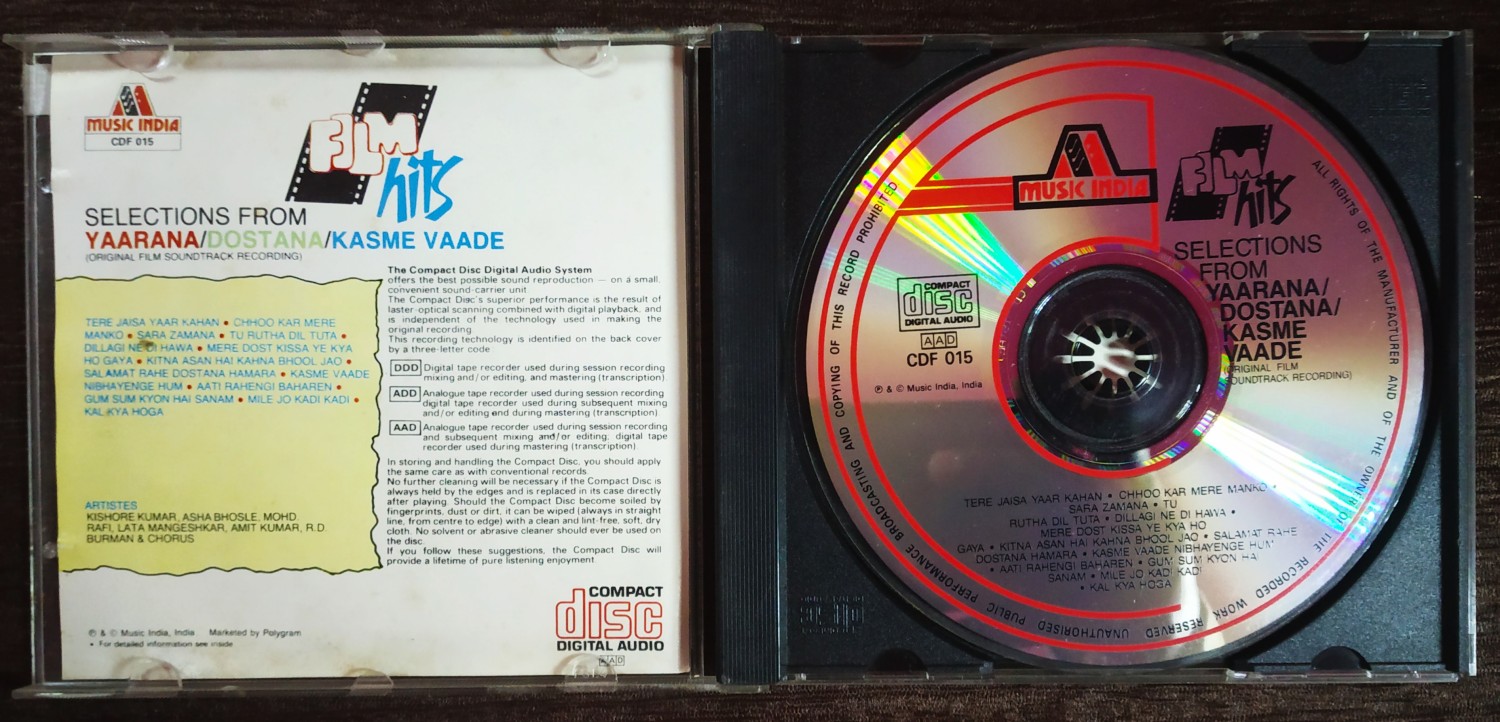 MUSIC INDIA
CDF 015
FILM
hits
SELECTIONS FROM
YAARANA/DOSTANA/KASME VAADE
(ORIGINAL FILM SOUNDTRACK RECORDING)
TERE JAISA YAAR KAHAN • CHHOO KAR MERE
MANKO • SARA ZAMANA • TU RUTHA DIL TUTA •
DILLAGI NE DI HAWA • MERE DOST KISSA YE KYA
HO GAYA • KITNA ASAN HAI KAHNA BHOOL JAO •
SALAMAT RAHE DOSTANA HAMARA • KASME VAADE
NIBHAYENGE HUM • AATI RAHENGI BAHAREN •
GUM SUM KYON HAI SANAM • MILE JO KADI KADI •
KAL KYA HOGA
ARTISTES
KISHORE KUMAR, ASHA BHOSLE, MOHD.
RAFI, LATA MANGESHKAR, AMIT KUMAR, R.D.
BURMAN & CHORUS
℗ & © Music India, India Marketed by Polygram
• For detailed information see inside
The Compact Disc Digital Audio System
offers the best possible sound reproduction — on a small,
convenient sound-carrier unit
The Compact Disc's superior performance is the result of
laster-optical scanning combined with digital playback, and
is independent of the technology used in making the
original recording.
This recording technology is identified on the back cover
by a three-letter code
DDD Digital tape recorder used during session recording
mixing and/or editing, and mastering (transcription).
ADD Analogue tape recorder used during session recording
digital tape recorder used during subsequent mixing
and/or editing end during mastering (transcription).
AAD Analogue tape recorder used during session recording
and subsequent mixing and/or editing, digital tape
recorder used during mastering (transcription).
In storing and handling the Compact Disc, you should apply
the same care as with conventional records.
No further cleaning will be necessary if the Compact Disc is
always held by the edges and is replaced in its case directly
after playing. Should the Compact Disc become soiled by
fingerprints, dust or dirt, it can be wiped (always in straight
line, from centre to edge) with a clean and lint-free, soft, dry
cloth. No solvent or abrasive cleaner should ever be used on
the disc.
If you follow these suggestions, the Compact Disc will
provide a lifetime of pure listening enjoyment.
COMPACT
disc
DIGITAL AUDIO
AAD
MUSIC INDIA
FILM
hits
SELECTIONS
FROM
YAARANA/
DOSTANA/
KASME
VAADE
(ORIGINAL FILM
SOUNDTRACK RECORDING)
COMPACT
disc
DIGITAL AUDIO
AAD
CDF 015
℗ & © Music India, India
TERE JAISA YAAR KAHAN • CHHOO KAR MERE MANKO •
SARA ZAMANA • TU
RUTHA DIL TUTA • DILLAGI NE DI HAWA •
MERE DOST KISSA YE KYA HO
GAYA • KITNA ASAN HAI KAHNA BHOOL JAO • SALAMAT RAHE
DOSTANA HAMARA • KASME VAADE NIBHAYENGE HUM
• AATI RAHENGI BAHAREN • GUM SUM KYON HAI
SANAM • MILE JO KADI KADI
• KAL KYA HOGA
ALL RIGHTS OF THE MANUFACTURER AND OF THE OWNER OF THE RECORDED WORK RESERVED UNAUTHORISED PUBLIC PERFORMANCE BROADCASTING AND COPYING OF THIS RECORD PROHIBITED
disc